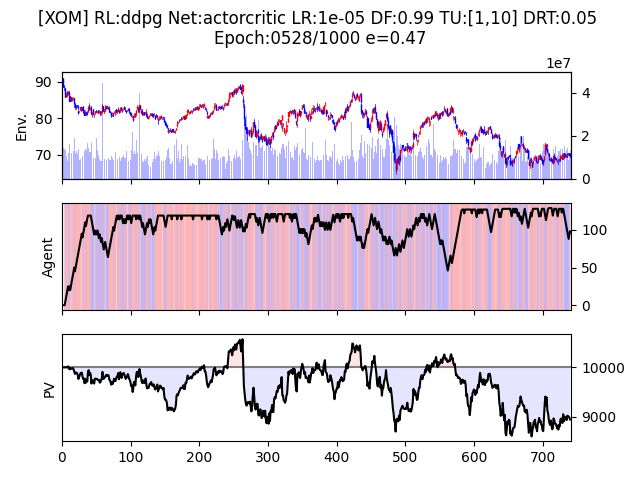 [XOM] RL:ddpg Net:actorcritic LR:1e-05 DF:0.99 TU:[1,10] DRT:0.05
Epoch:0528/1000 e=0.47
1e7
90
80
70
Env.
4
2
0
Agent
100
50
0
PV
10000
9000
0 100 200 300 400 500 600 700